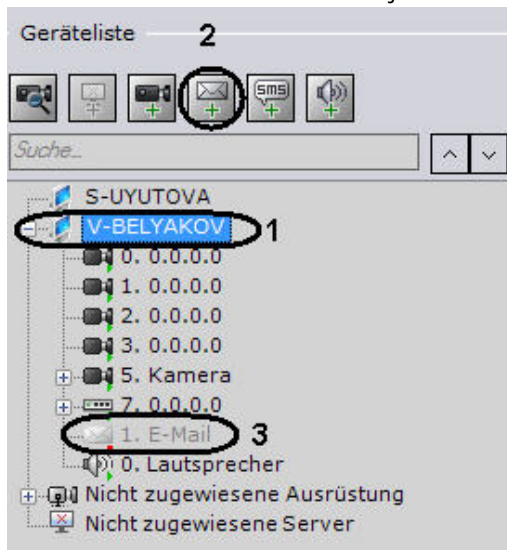 Geräteliste 2
sms
Suche...
S-UYUTOVA
V-BELYAKOV 1
0. 0.0.0.0
1. 0.0.0.0
2. 0.0.0.0
3. 0.0.0.0
5. Kamera
7. 0.0.0.0
1. E-Mail 3
0. Lautsprecher
Nicht zugewiesene Ausrüstung
Nicht zugewiesene Server